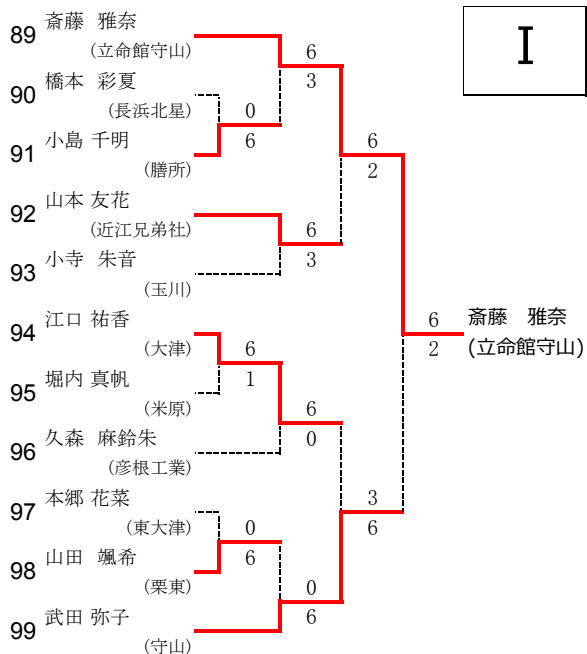 I
89 斎藤 雅奈
(立命館守山)
6
3
90 橋本 彩夏
(長浜北星)
0
6
91 小島 千明
(膳所)
6
2
92 山本 友花
(近江兄弟社)
6
3
93 小寺 朱音
(玉川)
94 江口 祐香
(大津)
6
1
6 斎藤 雅奈
2 (立命館守山)
95 堀内 真帆
(米原)
6
0
96 久森 麻鈴朱
(彦根工業)
97 本郷 花菜
(東大津)
0
6
3
6
98 山田 颯希
(栗東)
0
6
99 武田 弥子
(守山)